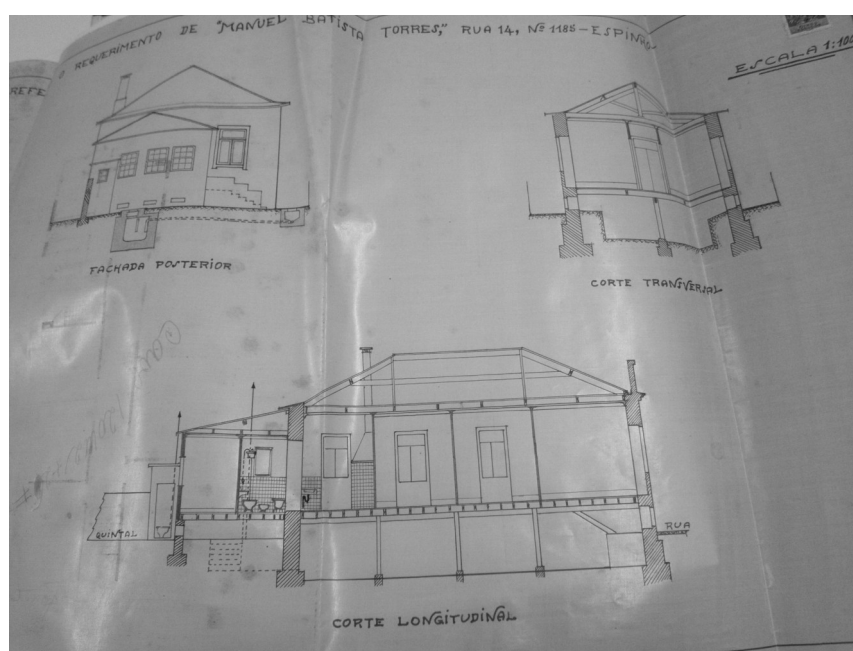 O REQUERIMENTO DE "MANUEL BATISTA TORRES," RUA 14, Nº 1185 - ESPINHO
REFE
ESCALA 1:100
FACHADA POSTERIOR
CORTE TRANSVERSAL
QUINTAL
RUA
CORTE LONGITUDINAL